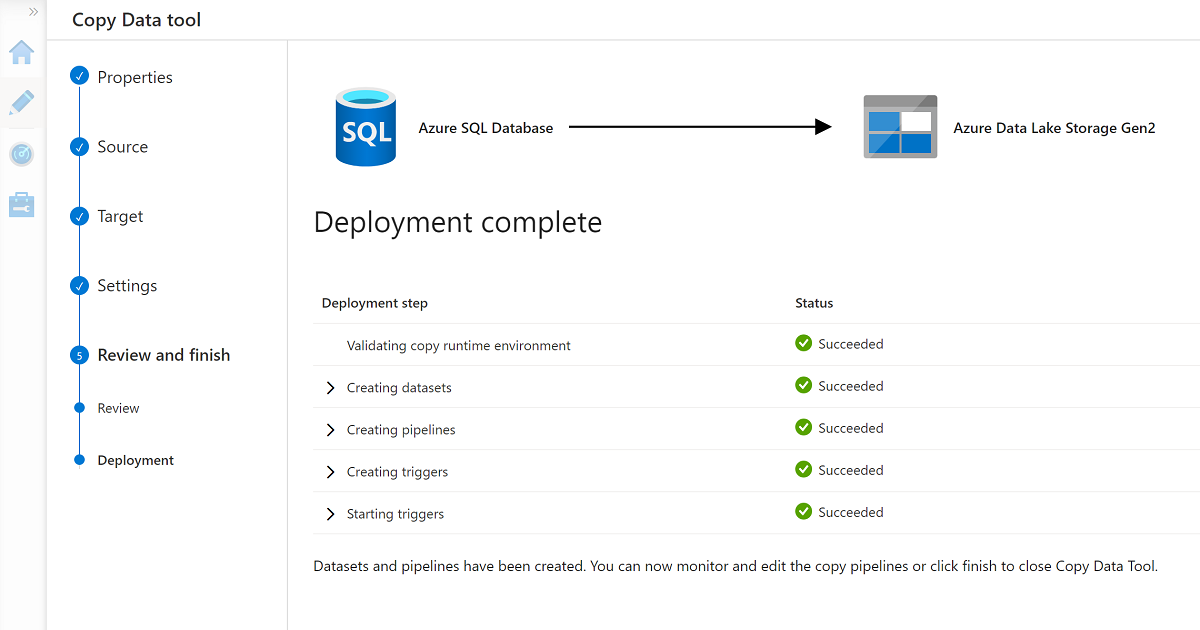 Copy Data tool
Properties
Source
Target
Settings
5 Review and finish
Review
Deployment
SQL Azure SQL Database
Azure Data Lake Storage Gen2
Deployment complete
Deployment step Status
Validating copy runtime environment Succeeded
Creating datasets Succeeded
Creating pipelines Succeeded
Creating triggers Succeeded
Starting triggers Succeeded
Datasets and pipelines have been created. You can now monitor and edit the copy pipelines or click finish to close Copy Data Tool.